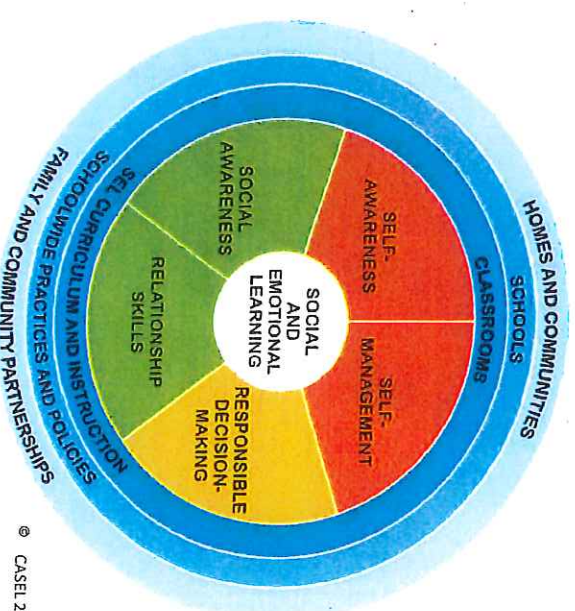 HOMES AND COMMUNITIES
SCHOOLS
CLASSROOMS
SELF-
AWARENESS
SELF-
MANAGEMENT
SOCIAL
AWARENESS
SOCIAL
AND
EMOTIONAL
LEARNING
RESPONSIBLE
DECISION-
MAKING
RELATIONSHIP
SKILLS
SEL CURRICULUM AND INSTRUCTION
SCHOOLWIDE PRACTICES AND POLICIES
FAMILY AND COMMUNITY PARTNERSHIPS
© CASEL 2